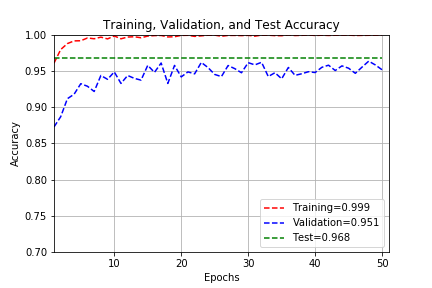 Training, Validation, and Test Accuracy
1.00
0.95
0.90
0.85
0.80
0.75
0.70
Accuracy
Training=0.999
Validation=0.951
Test=0.968
10
20
30
40
50
Epochs